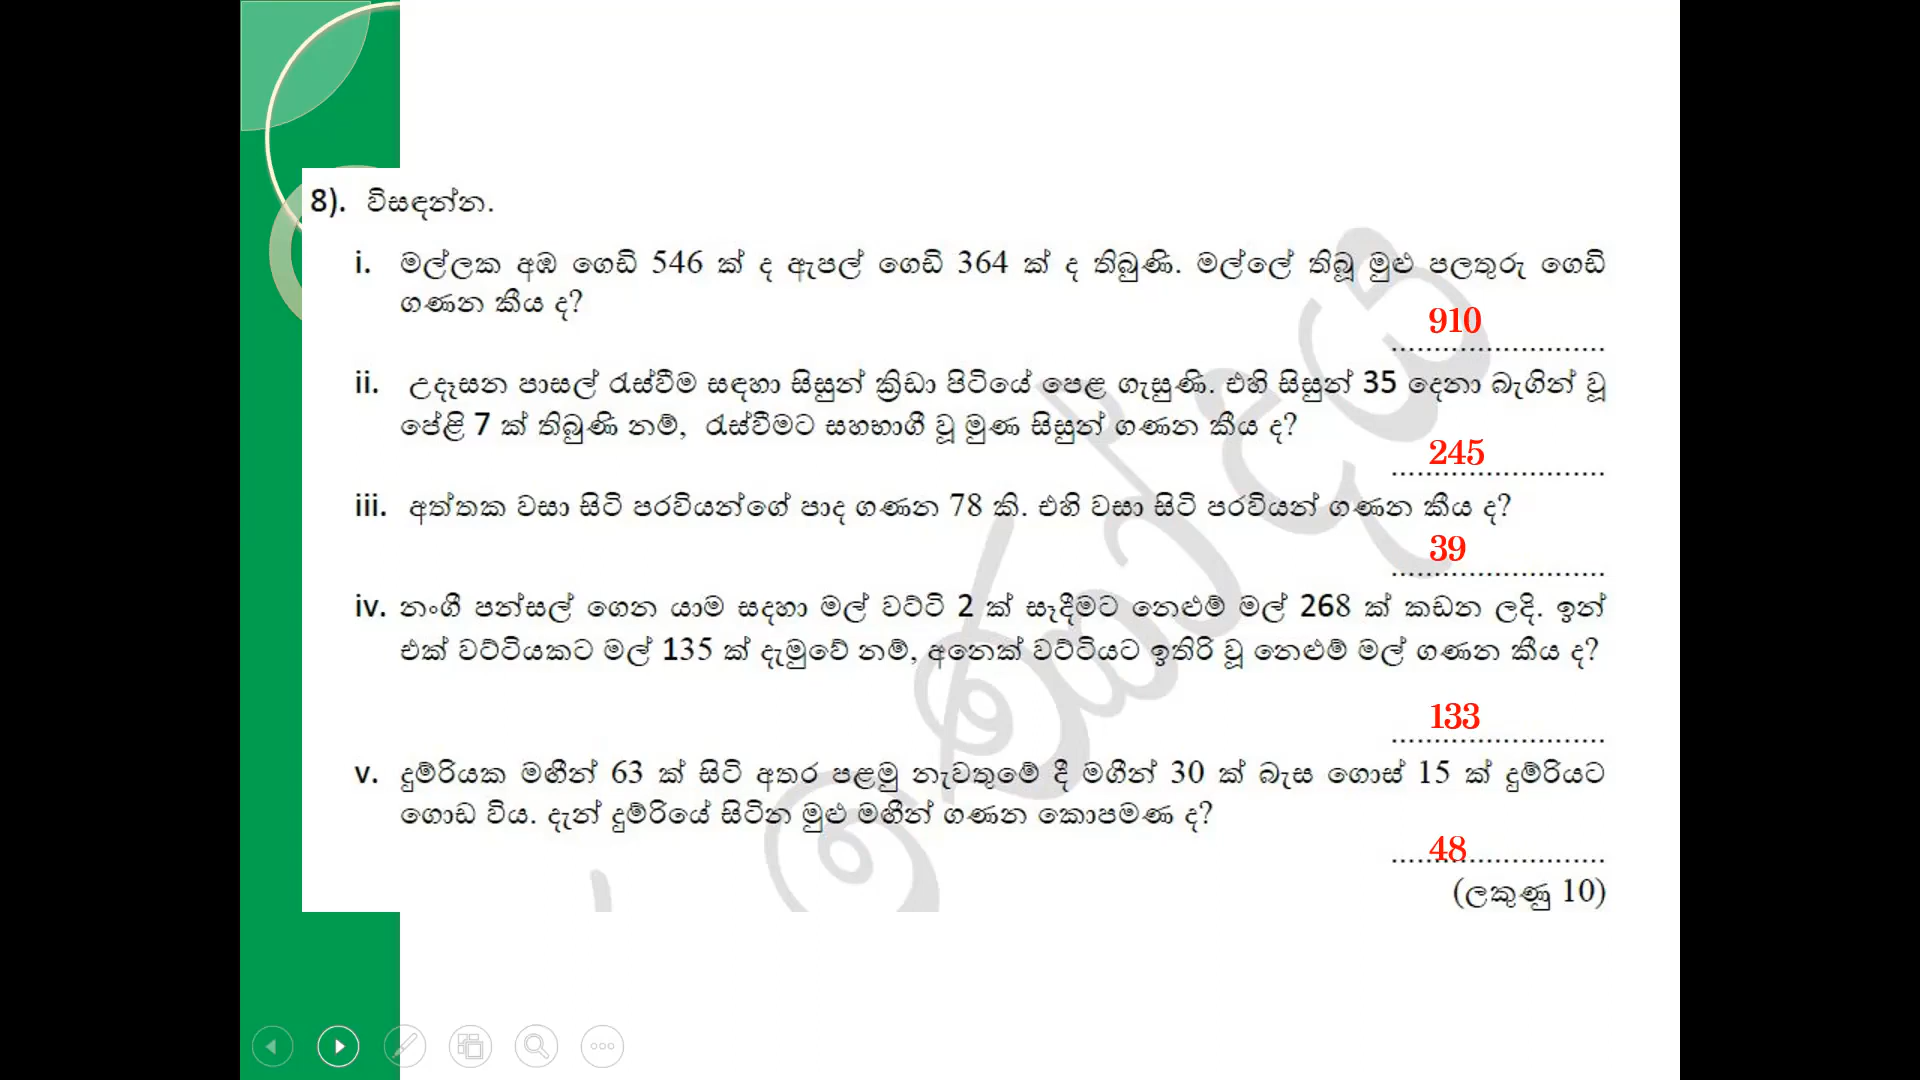 8). විසඳන්න.
i. මල්ලක අඹ ගෙඩි 546 ක් ද ඇපල් ගෙඩි 364 ක් ද තිබුණි. මල්ලේ තිබූ මුළු පලතුරු ගෙඩි
ගණන කීය ද?
910
........................
ii. උදෑසන පාසල් රැස්වීම සඳහා සිසුන් ක්‍රිඩා පිටියේ පෙළ ගැසුණි. එහි සිසුන් 35 දෙනා බැගින් වූ
පේළි 7 ක් තිබුණි නම්, රැස්වීමට සහභාගී වූ මුණ සිසුන් ගණන කීය ද?
245
........................
iii. අත්තක වසා සිටි පරවියන්ගේ පාද ගණන 78 කි. එහි වසා සිටි පරවියන් ගණන කීය ද?
39
........................
iv. නංගී පන්සල් ගෙන යාම සදහා මල් වට්ටි 2 ක් සෑදීමට නෙළුම් මල් 268 ක් කඩන ලදි. ඉන්
එක් වට්ටියකට මල් 135 ක් දැමුවේ නම්, අනෙක් වට්ටියට ඉතිරි වූ නෙළුම් මල් ගණන කීය ද?
133
........................
v. දුම්රියක මඟීන් 63 ක් සිටි අතර පළමු නැවතුමේ දී මගීන් 30 ක් බැස ගොස් 15 ක් දුම්රියට
ගොඩ විය. දැන් දුම්රියේ සිටින මුළු මඟීන් ගණන කොපමණ ද?
48
........................
(ලකුණු 10)